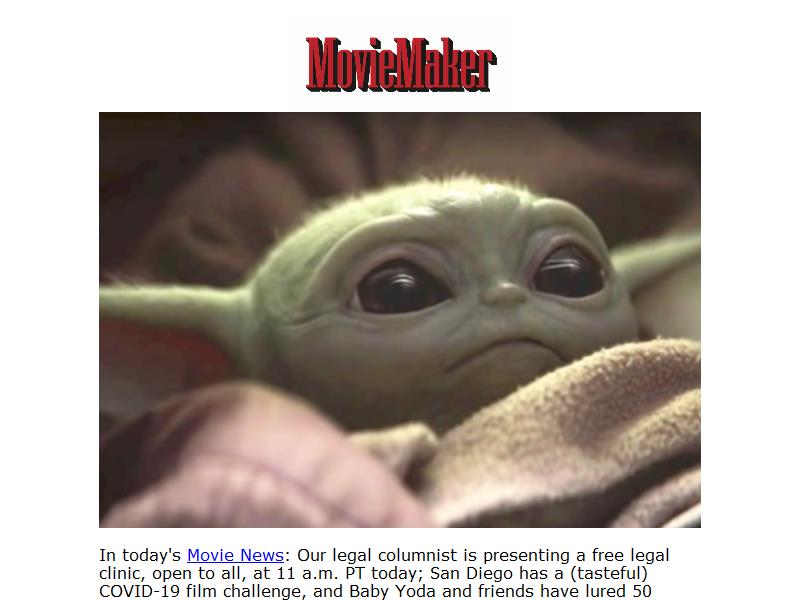 MovieMaker
In today's Movie News: Our legal columnist is presenting a free legal
clinic, open to all, at 11 a.m. PT today; San Diego has a (tasteful)
COVID-19 film challenge, and Baby Yoda and friends have lured 50